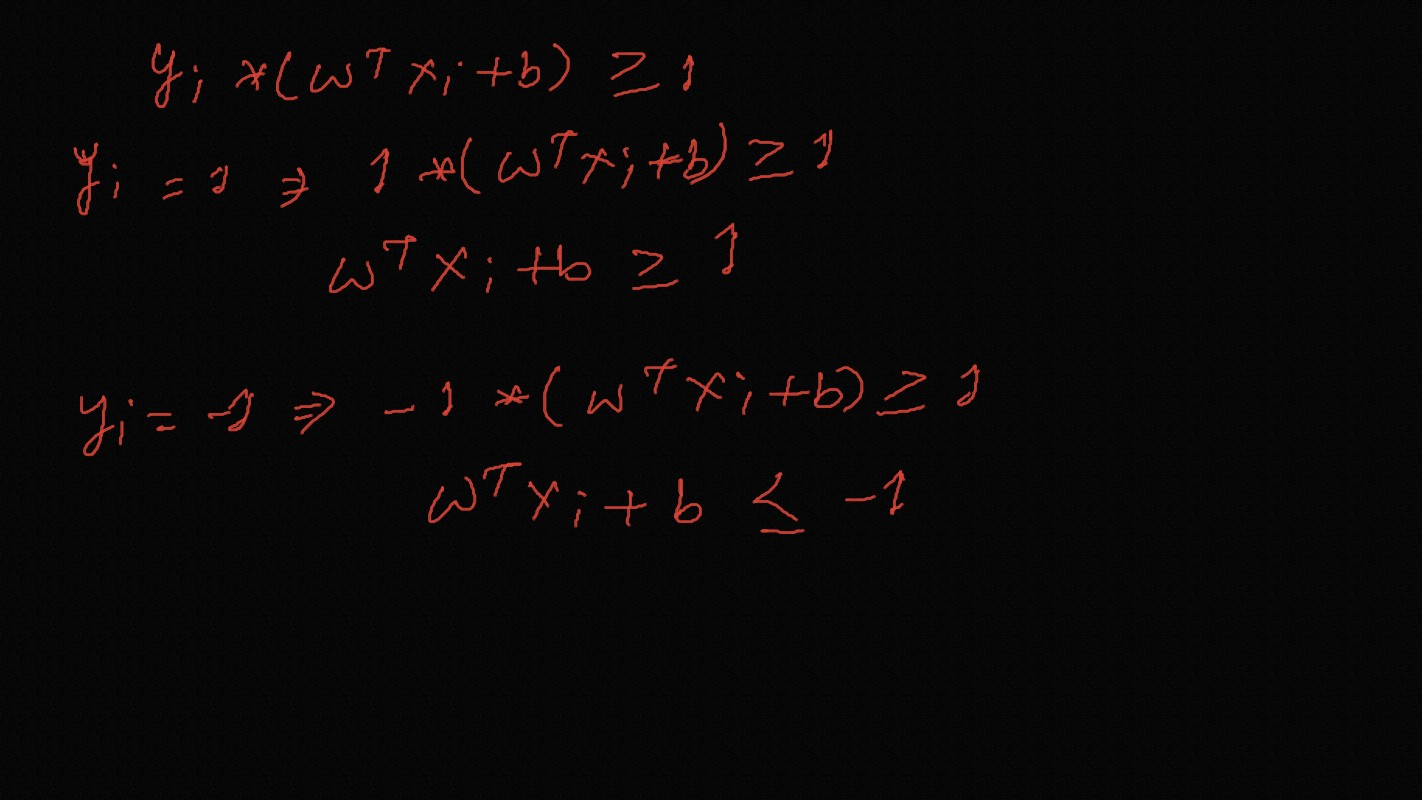 yᵢ *(wᵀxᵢ+b) ≥ 1
yᵢ = 1 ⇒ 1 *(wᵀxᵢ+b) ≥ 1
wᵀxᵢ +b ≥ 1
yᵢ = -1 ⇒ -1 *(wᵀxᵢ+b) ≥ 1
wᵀxᵢ + b ≤ -1